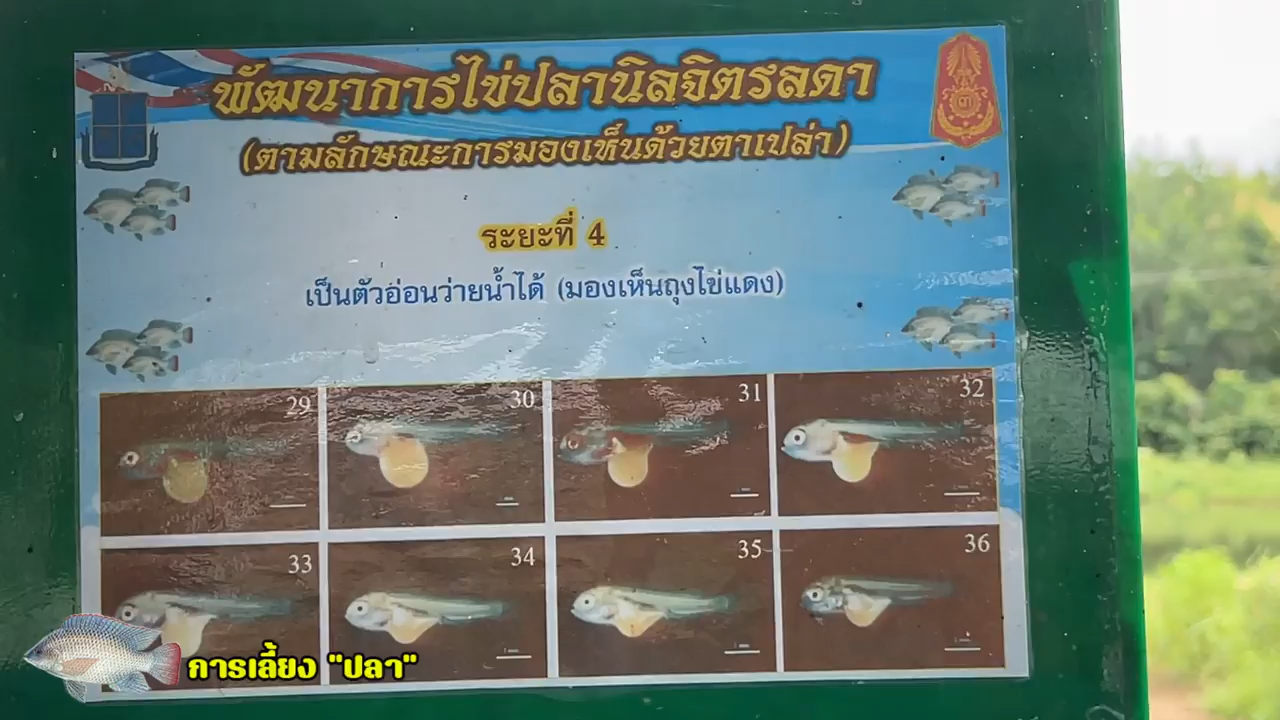 พัฒนาการไข่ปลานิลจิตรลดา
(ตามลักษณะการมองเห็นด้วยตาเปล่า)
ระยะที่ 4
เป็นตัวอ่อนว่ายน้ำได้ (มองเห็นถุงไข่แดง)
29 30 31 32
33 34 35 36
การเลี้ยง "ปลา"